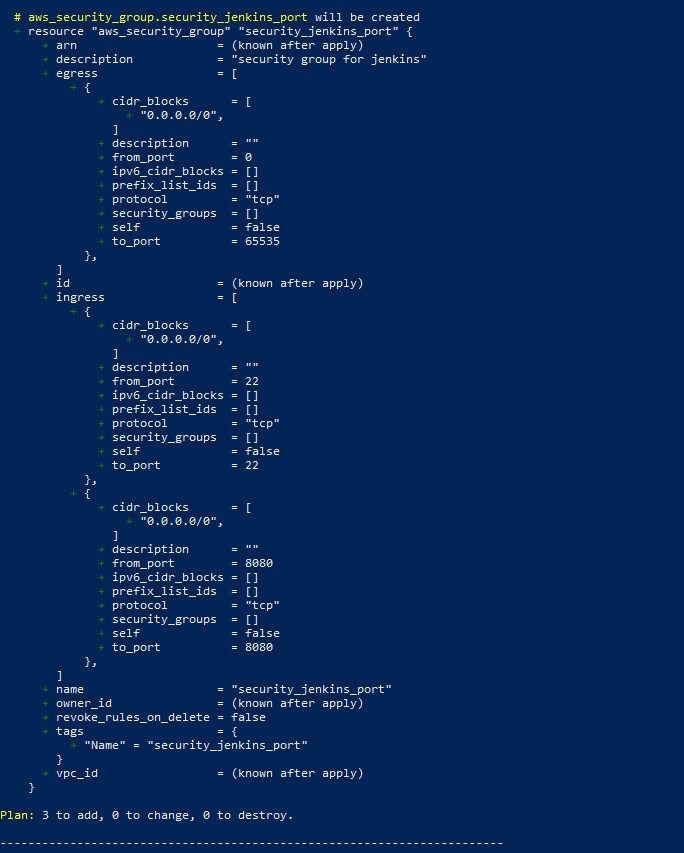 # aws_security_group.security_jenkins_port will be created
+ resource "aws_security_group" "security_jenkins_port" {
+ arn = (known after apply)
+ description = "security group for jenkins"
+ egress = [
+ {
+ cidr_blocks = [
+ "0.0.0.0/0",
]
+ description = ""
+ from_port = 0
+ ipv6_cidr_blocks = []
+ prefix_list_ids = []
+ protocol = "tcp"
+ security_groups = []
+ self = false
+ to_port = 65535
},
]
+ id = (known after apply)
+ ingress = [
+ {
+ cidr_blocks = [
+ "0.0.0.0/0",
]
+ description = ""
+ from_port = 22
+ ipv6_cidr_blocks = []
+ prefix_list_ids = []
+ protocol = "tcp"
+ security_groups = []
+ self = false
+ to_port = 22
},
+ {
+ cidr_blocks = [
+ "0.0.0.0/0",
]
+ description = ""
+ from_port = 8080
+ ipv6_cidr_blocks = []
+ prefix_list_ids = []
+ protocol = "tcp"
+ security_groups = []
+ self = false
+ to_port = 8080
},
]
+ name = "security_jenkins_port"
+ owner_id = (known after apply)
+ revoke_rules_on_delete = false
+ tags = {
+ "Name" = "security_jenkins_port"
}
+ vpc_id = (known after apply)
}
Plan: 3 to add, 0 to change, 0 to destroy.
------------------------------------------------------------------------